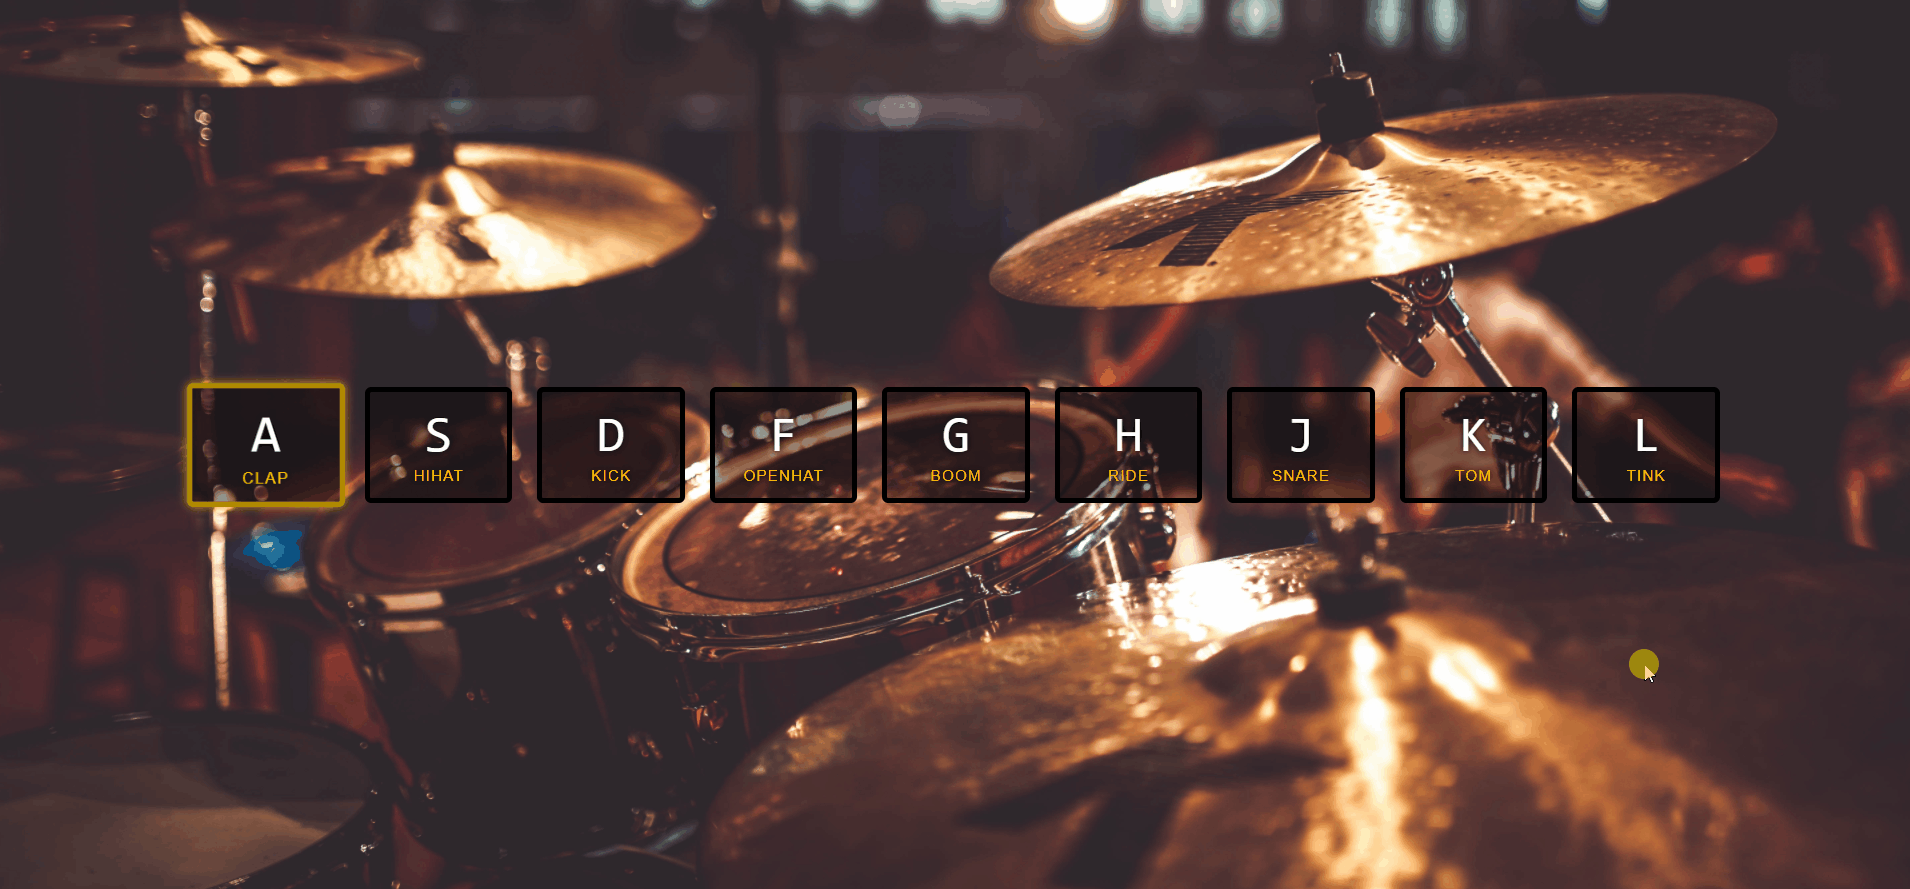 A S D F G H J K L
CLAP HIHAT KICK OPENHAT BOOM RIDE SNARE TOM TINK